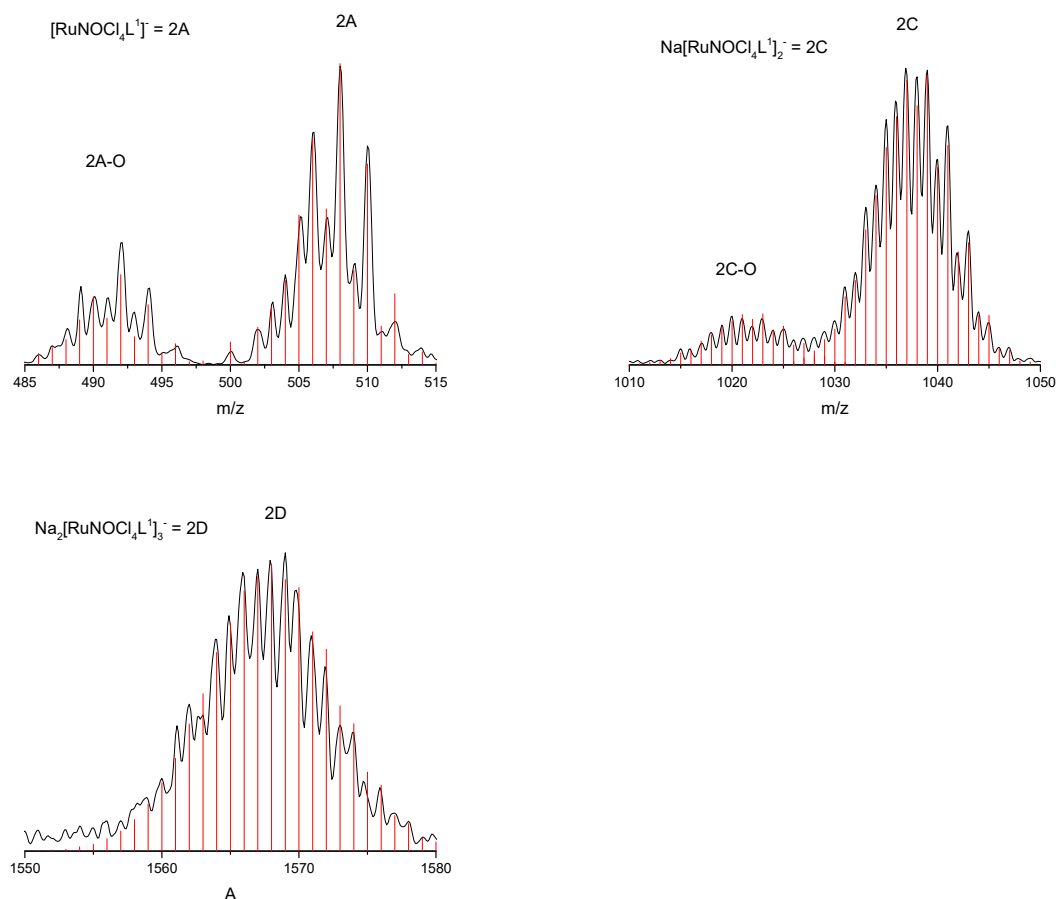 [RuNOCl₄L¹]⁻ = 2A
2A
2A-O
485 490 495 500 505 510 515
m/z
Na[RuNOCl₄L¹]₂⁻ = 2C
2C
2C-O
1010 1020 1030 1040 1050
m/z
Na₂[RuNOCl₄L¹]₃⁻ = 2D
2D
1550 1560 1570 1580
A